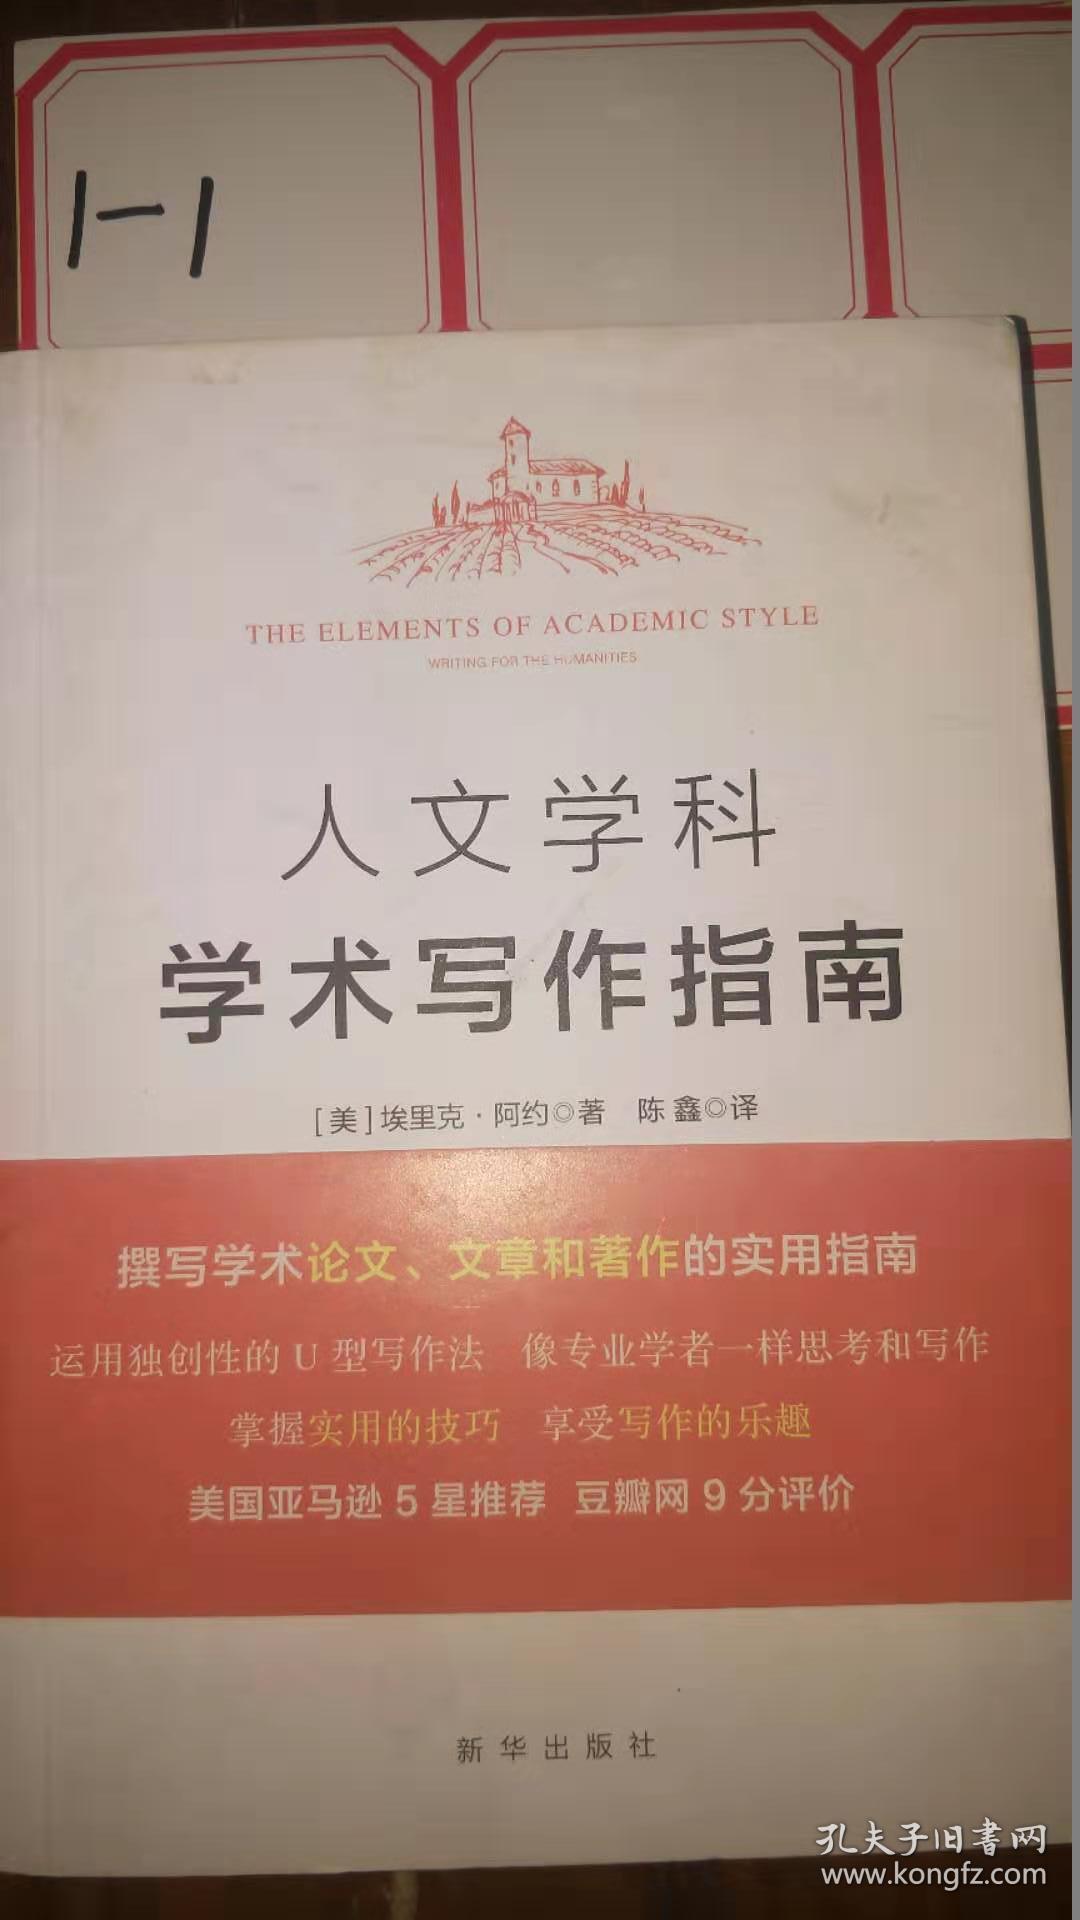 1-1
THE ELEMENTS OF ACADEMIC STYLE
WRITING FOR THE HUMANITIES
人文学科
学术写作指南
[美]埃里克·阿约◎著 陈鑫◎译
撰写学术论文、文章和著作的实用指南
运用独创性的U型写作法 像专业学者一样思考和写作
掌握实用的技巧 享受写作的乐趣
美国亚马逊5星推荐 豆瓣网9分评价
新华出版社
孔夫子旧书网
www.kongfz.com